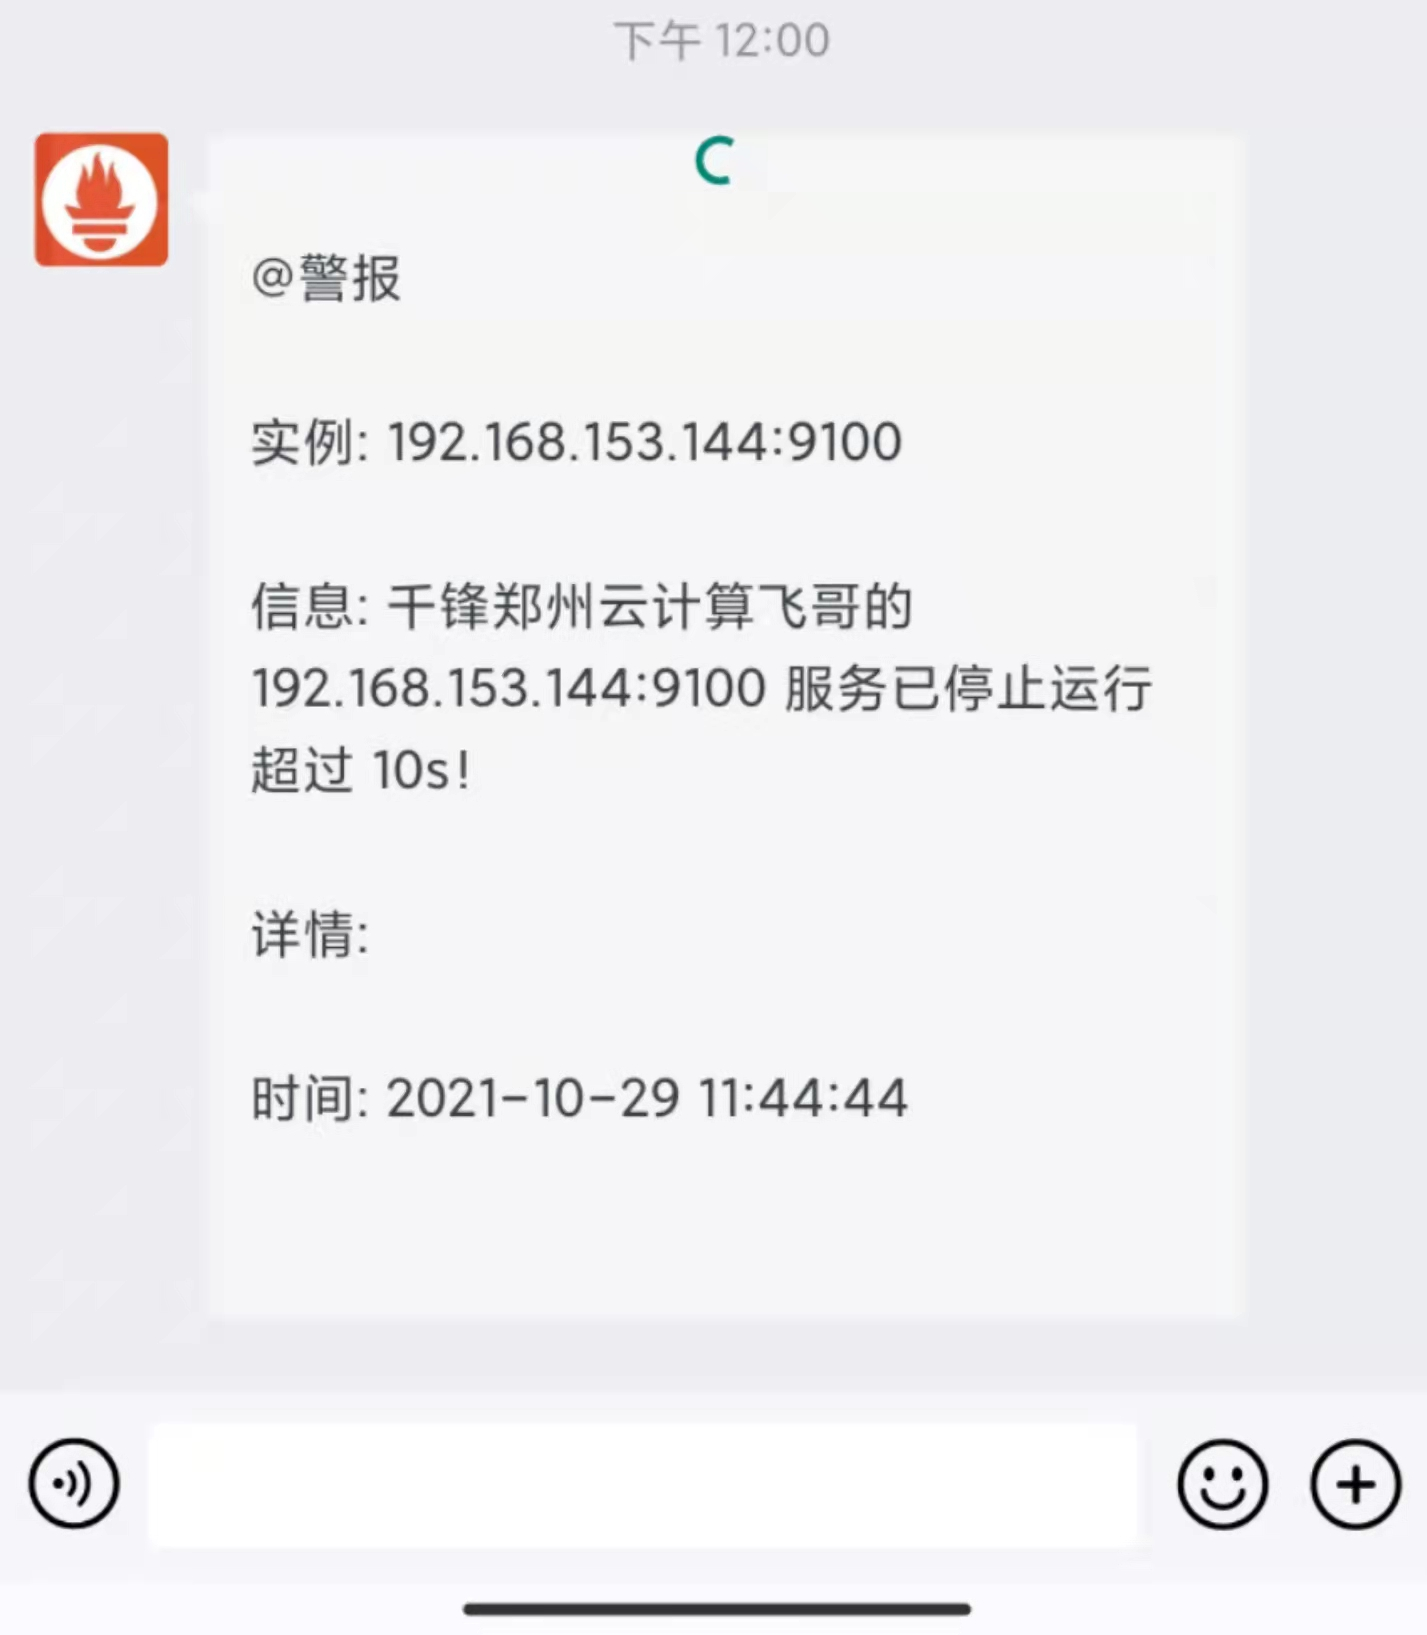 下午 12:00
@警报
实例: 192.168.153.144:9100
信息: 千锋郑州云计算飞哥的
192.168.153.144:9100 服务已停止运行
超过 10s!
详情:
时间: 2021-10-29 11:44:44